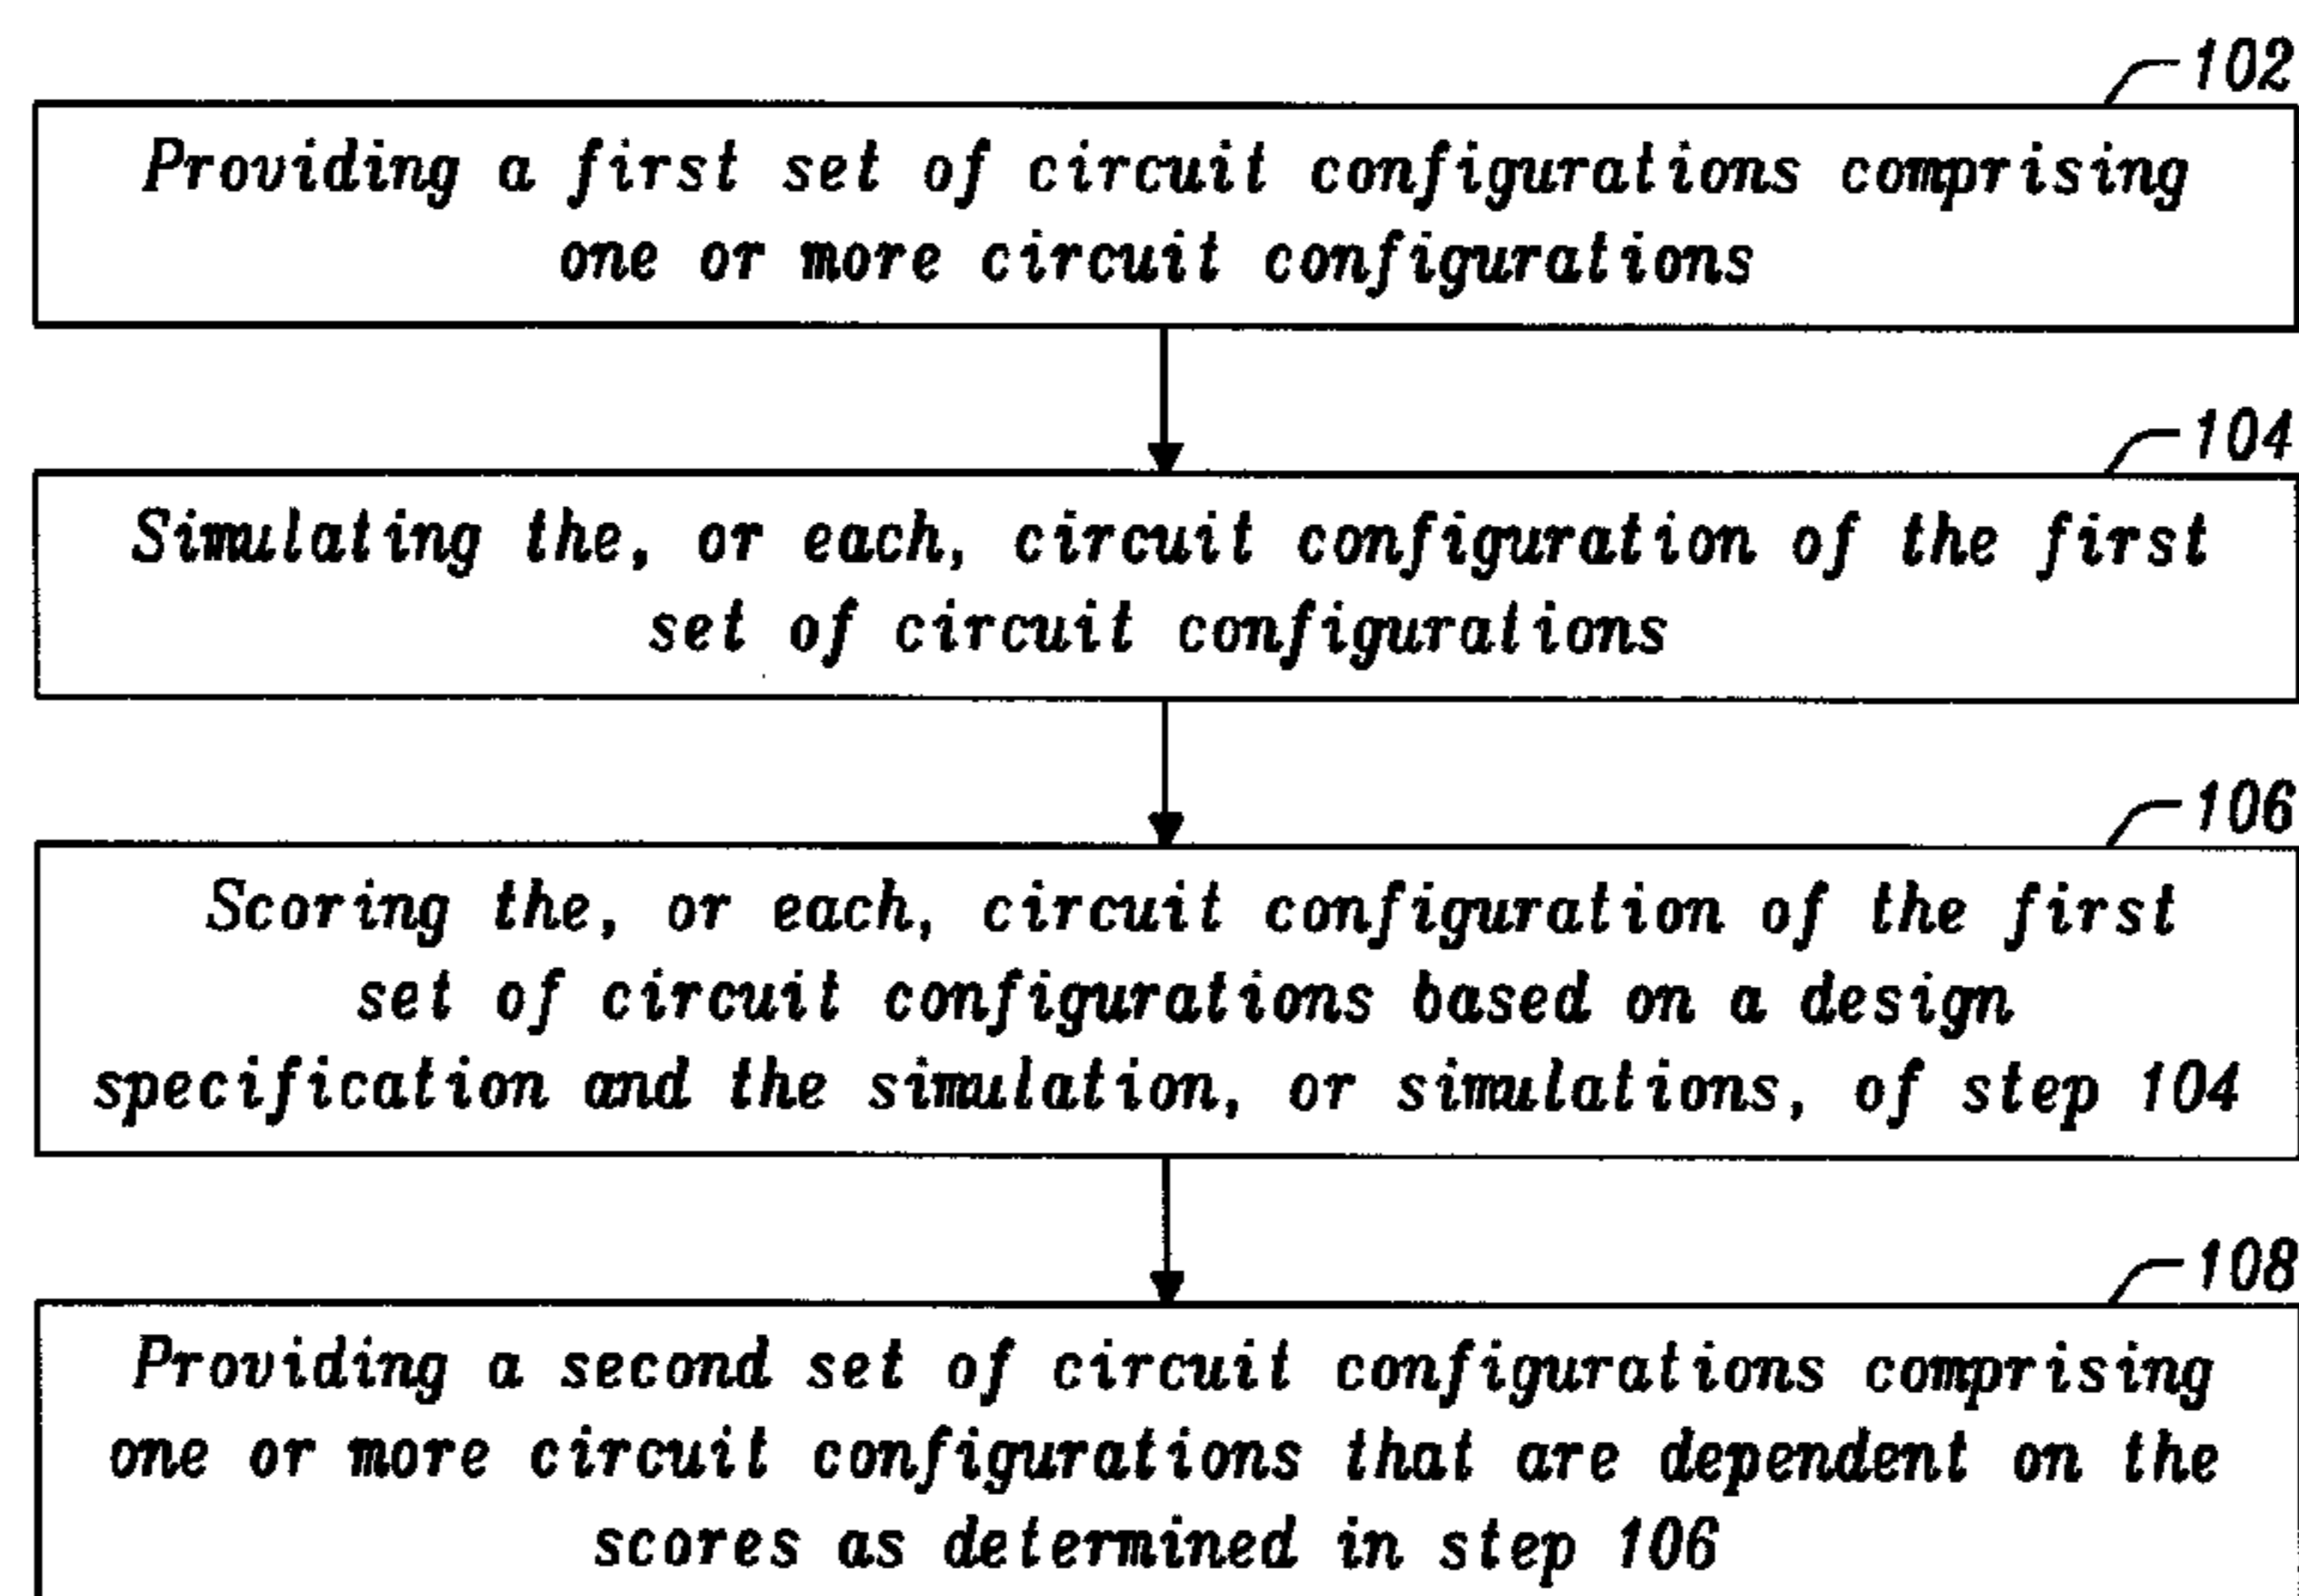 102
Providing a first set of circuit configurations comprising
one or more circuit configurations
104
Simulating the, or each, circuit configuration of the first
set of circuit configurations
106
Scoring the, or each, circuit configuration of the first
set of circuit configurations based on a design
specification and the simulation, or simulations, of step 104
108
Providing a second set of circuit configurations comprising
one or more circuit configurations that are dependent on the
scores as determined in step 106